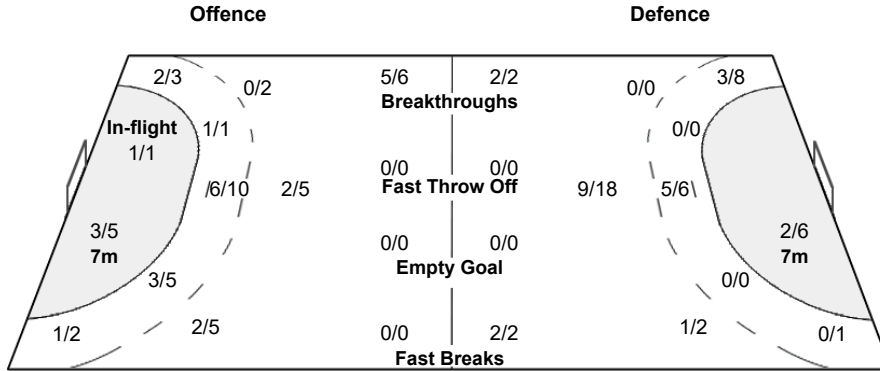 Offence Defence
2/3 0/2 5/6 2/2 0/0 3/8
Breakthroughs
In-flight 1/1 0/0
1/1
0/0 0/0
6/10 2/5 Fast Throw Off 9/18 5/6
3/5 2/6
7m 0/0 0/0 7m
Empty Goal
3/5 0/0
1/2 2/5 0/0 2/2 1/2 0/1
Fast Breaks